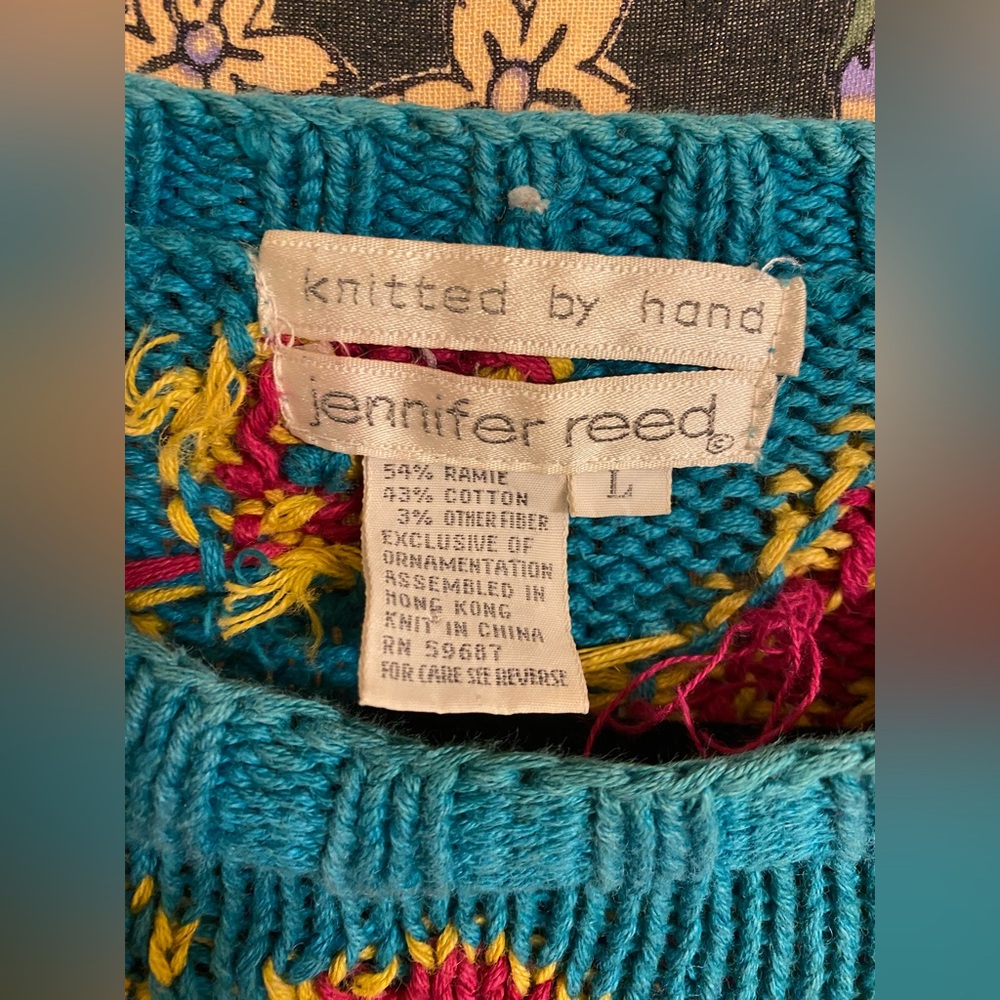 knitted by hand
jennifer reed©
54% RAMIE
43% COTTON
3% OTHER FIBER
EXCLUSIVE OF
ORNAMENTATION
ASSEMBLED IN
HONG KONG
KNIT IN CHINA
RN 59687
FOR CARE SEE REVERSE
L